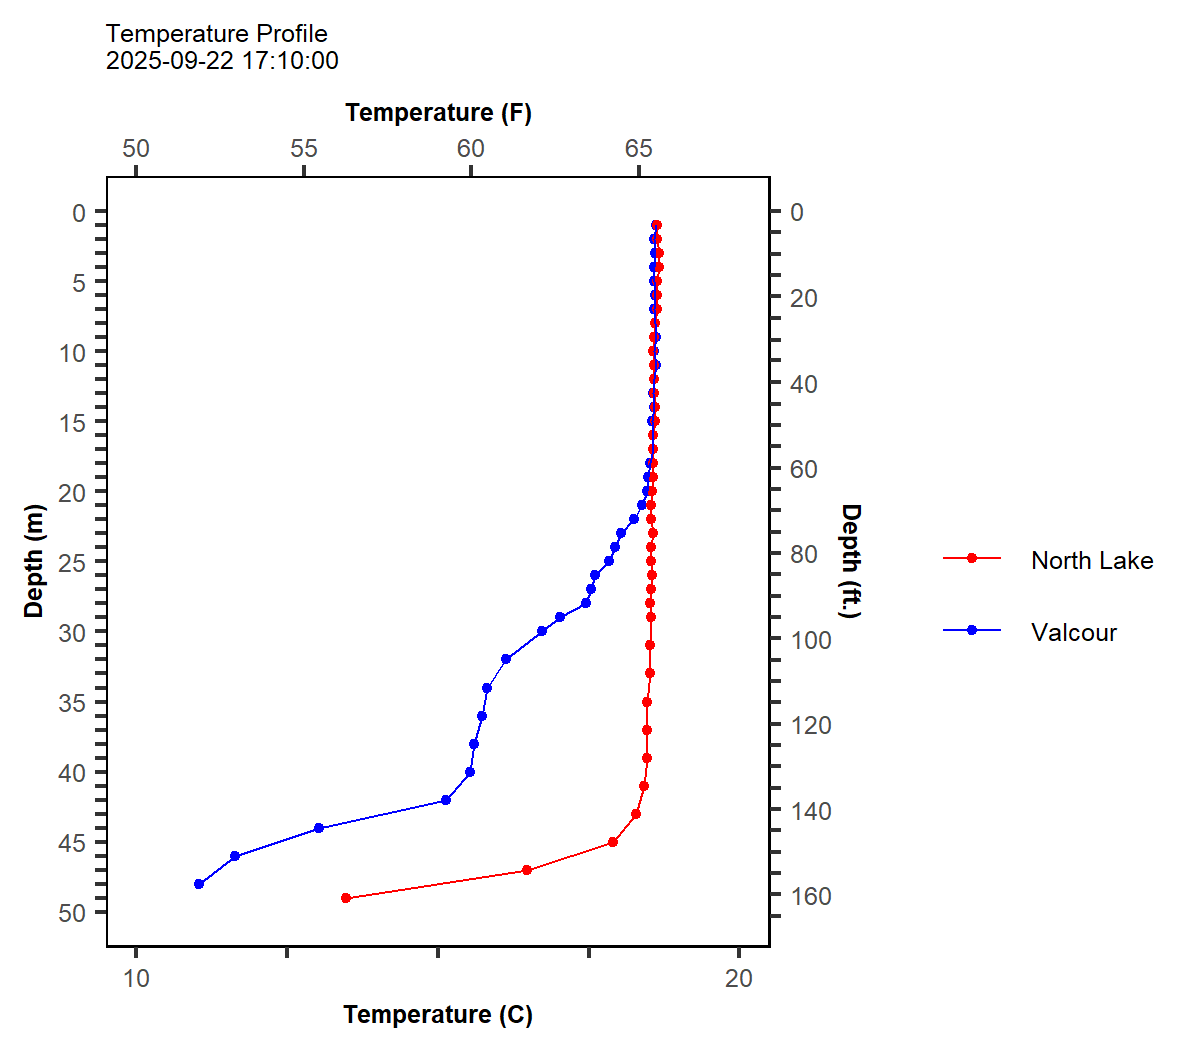 Temperature Profile
2025-09-22 17:10:00
Temperature (F)
50 55 60 65
0
5
10
15
20
25
30
35
40
45
50
Depth (m)
0
20
40
60
80
100
120
140
160
Depth (ft.)
North Lake
Valcour
10 20
Temperature (C)